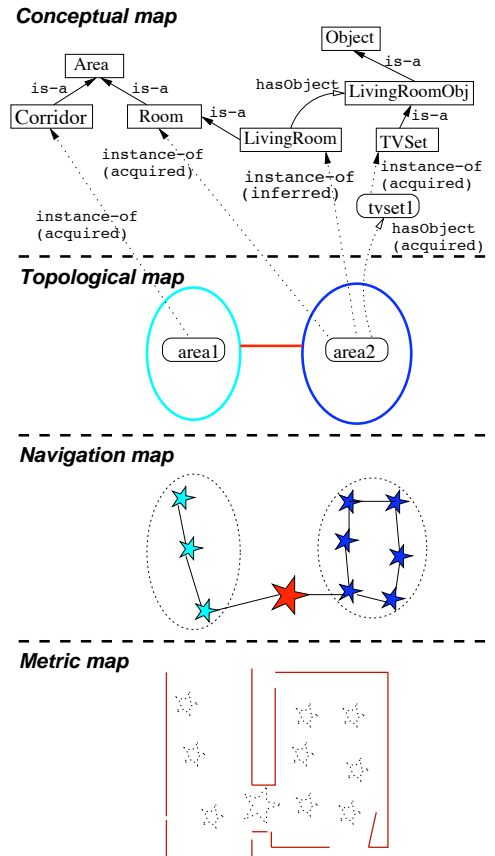 Conceptual map
Object
is-a
Area
is-a
is-a
hasObject
LivingRoomObj
Corridor
Room
is-a
is-a
LivingRoom
TVSet
instance-of
(acquired)
instance-of
(inferred)
instance-of
(acquired)
instance-of
(acquired)
tvset1
hasObject
(acquired)
Topological map
area1
area2
Navigation map
Metric map